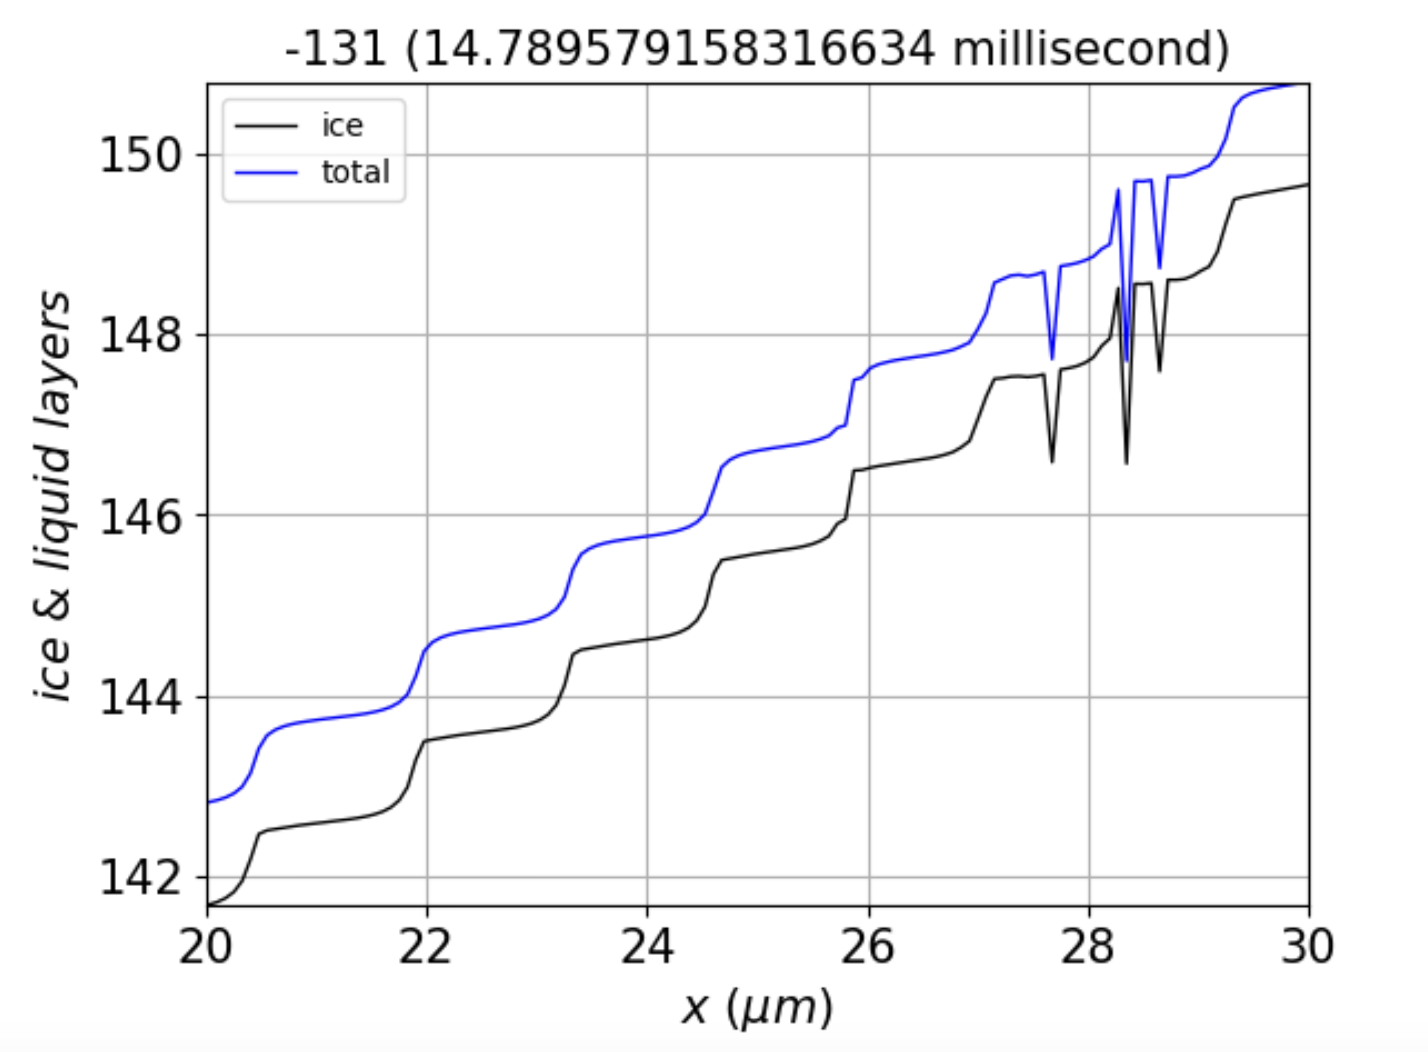 -131 (14.789579158316634 millisecond)
ice
total
150
148
146
144
142
ice & liquid layers
20 22 24 26 28 30
x (μm)